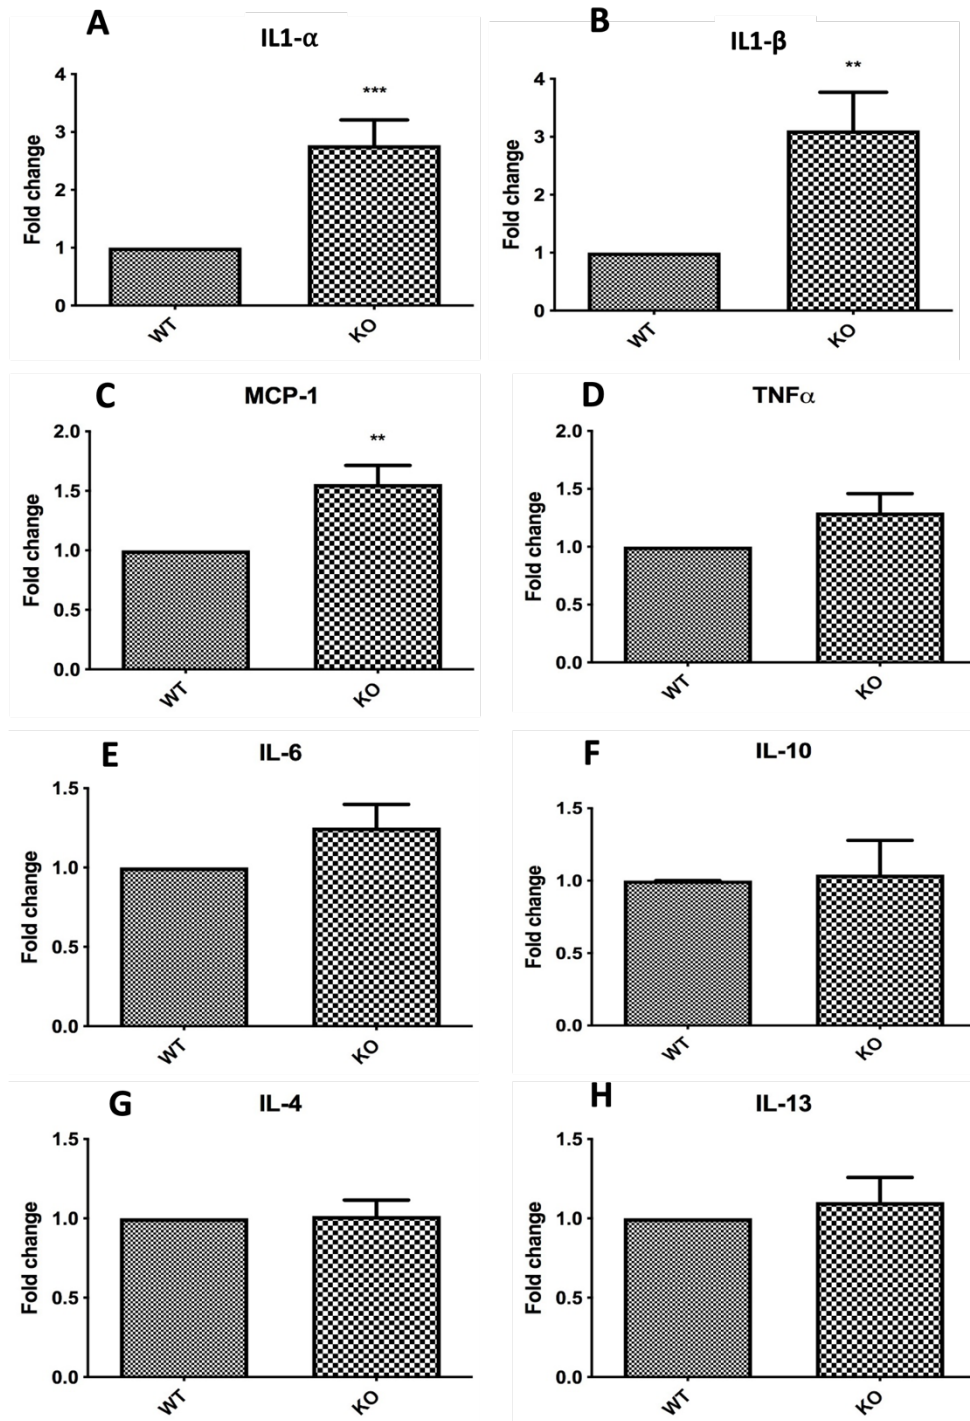 A
IL1-α
4
3
2
1
0
Fold change
***
WT
KO
B
IL1-β
4
3
2
1
0
Fold change
**
WT
KO
C
MCP-1
2.0
1.5
1.0
0.5
0.0
Fold change
**
WT
KO
D
TNFα
2.0
1.5
1.0
0.5
0.0
Fold change
WT
KO
E
IL-6
1.5
1.0
0.5
0.0
Fold change
WT
KO
F
IL-10
1.5
1.0
0.5
0.0
Fold change
WT
KO
G
IL-4
1.5
1.0
0.5
0.0
Fold change
WT
KO
H
IL-13
1.5
1.0
0.5
0.0
Fold change
WT
KO